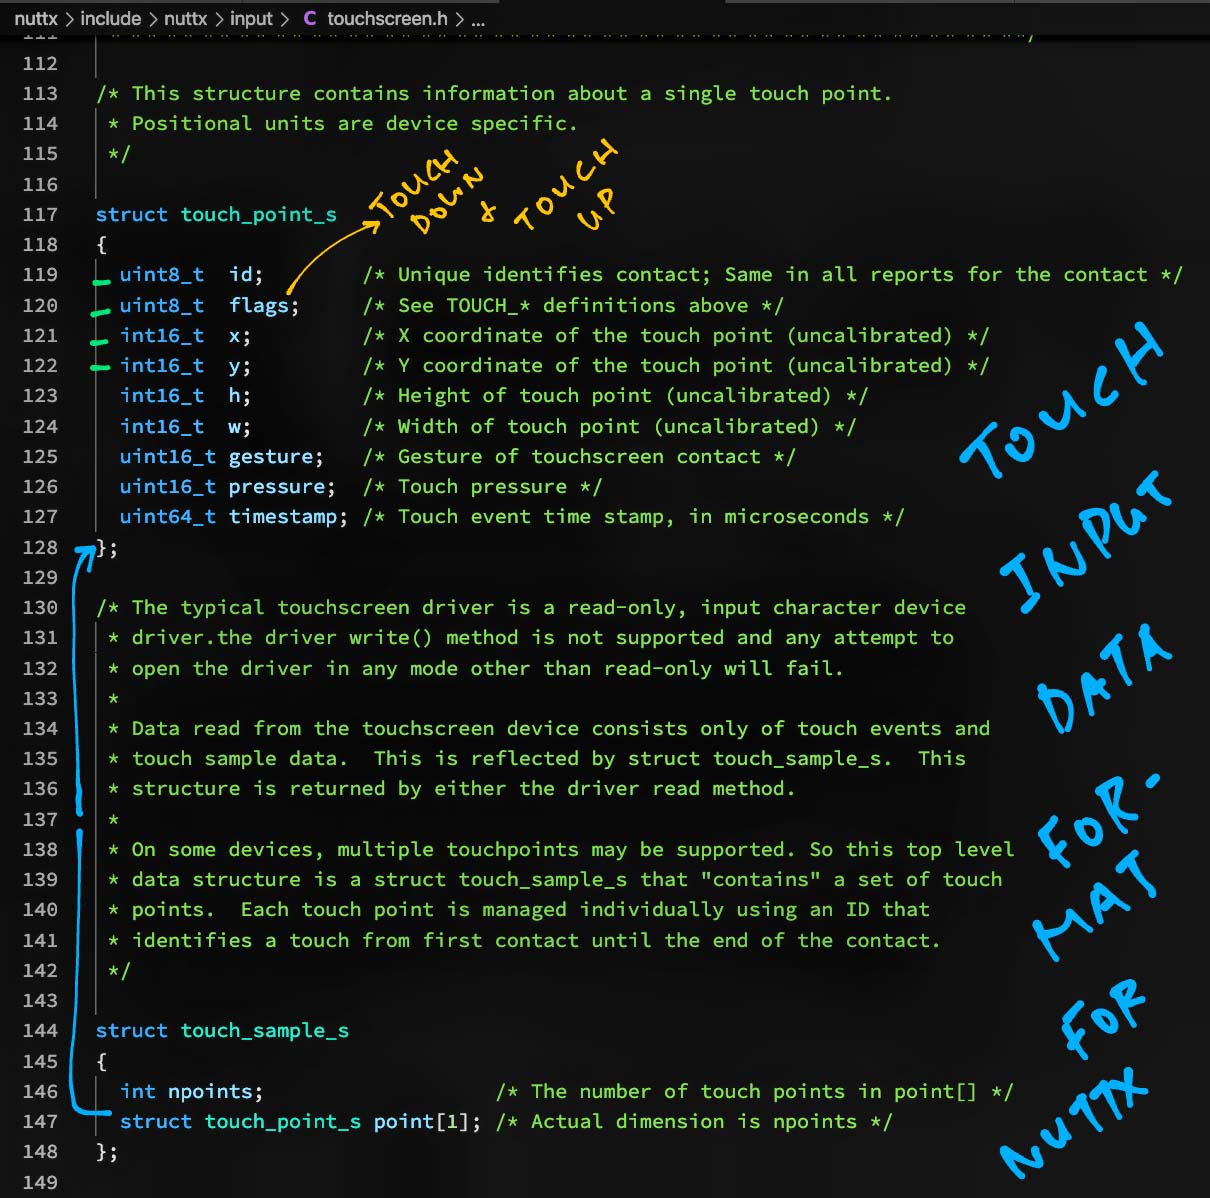 nuttx > include > nuttx > input > C touchscreen.h > ...
111 * * * * * * * * * * * * * * * * * * * * * * * * * * * * * * * * * * * * * * */
112
113 /* This structure contains information about a single touch point.
114  * Positional units are device specific.
115  */
116
TOUCH DOWN & TOUCH UP
117 struct touch_point_s
118 {
119   uint8_t  id;        /* Unique identifies contact; Same in all reports for the contact */
120   uint8_t  flags;     /* See TOUCH_* definitions above */
121   int16_t  x;         /* X coordinate of the touch point (uncalibrated) */
122   int16_t  y;         /* Y coordinate of the touch point (uncalibrated) */
123   int16_t  h;         /* Height of touch point (uncalibrated) */
124   int16_t  w;         /* Width of touch point (uncalibrated) */
125   uint16_t gesture;   /* Gesture of touchscreen contact */
126   uint16_t pressure;  /* Touch pressure */
127   uint64_t timestamp; /* Touch event time stamp, in microseconds */
128 };
129
130 /* The typical touchscreen driver is a read-only, input character device
131  * driver.the driver write() method is not supported and any attempt to
132  * open the driver in any mode other than read-only will fail.
133  *
134  * Data read from the touchscreen device consists only of touch events and
135  * touch sample data.  This is reflected by struct touch_sample_s.  This
136  * structure is returned by either the driver read method.
137  *
138  * On some devices, multiple touchpoints may be supported. So this top level
139  * data structure is a struct touch_sample_s that "contains" a set of touch
140  * points.  Each touch point is managed individually using an ID that
141  * identifies a touch from first contact until the end of the contact.
142  */
143
144 struct touch_sample_s
145 {
146   int npoints;                   /* The number of touch points in point[] */
147   struct touch_point_s point[1]; /* Actual dimension is npoints */
148 };
149
TOUCH
INPUT
DATA
FOR-
MAT
FOR
NUTTX